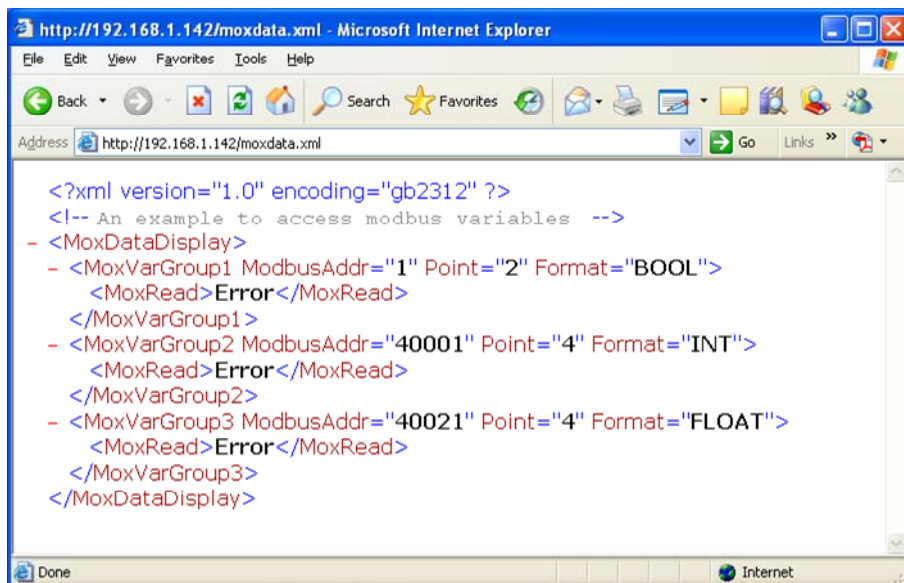 http://192.168.1.142/moxdata.xml - Microsoft Internet Explorer
File Edit View Favorites Tools Help
Back Search Favorites
Address http://192.168.1.142/moxdata.xml Go Links »
<?xml version="1.0" encoding="gb2312" ?>
<!-- An example to access modbus variables -->
- <MoxDataDisplay>
- <MoxVarGroup1 ModbusAddr="1" Point="2" Format="BOOL">
<MoxRead>Error</MoxRead>
</MoxVarGroup1>
- <MoxVarGroup2 ModbusAddr="40001" Point="4" Format="INT">
<MoxRead>Error</MoxRead>
</MoxVarGroup2>
- <MoxVarGroup3 ModbusAddr="40021" Point="4" Format="FLOAT">
<MoxRead>Error</MoxRead>
</MoxVarGroup3>
</MoxDataDisplay>
Done Internet